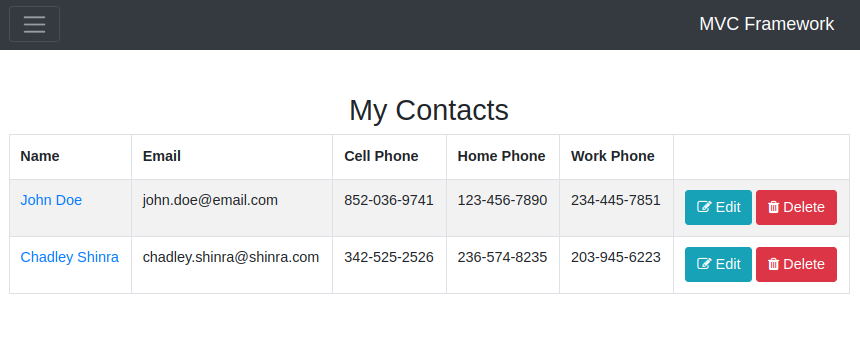 MVC Framework
My Contacts
Name Email Cell Phone Home Phone Work Phone
John Doe john.doe@email.com 852-036-9741 123-456-7890 234-445-7851 Edit Delete
Chadley Shinra chadley.shinra@shinra.com 342-525-2526 236-574-8235 203-945-6223 Edit Delete